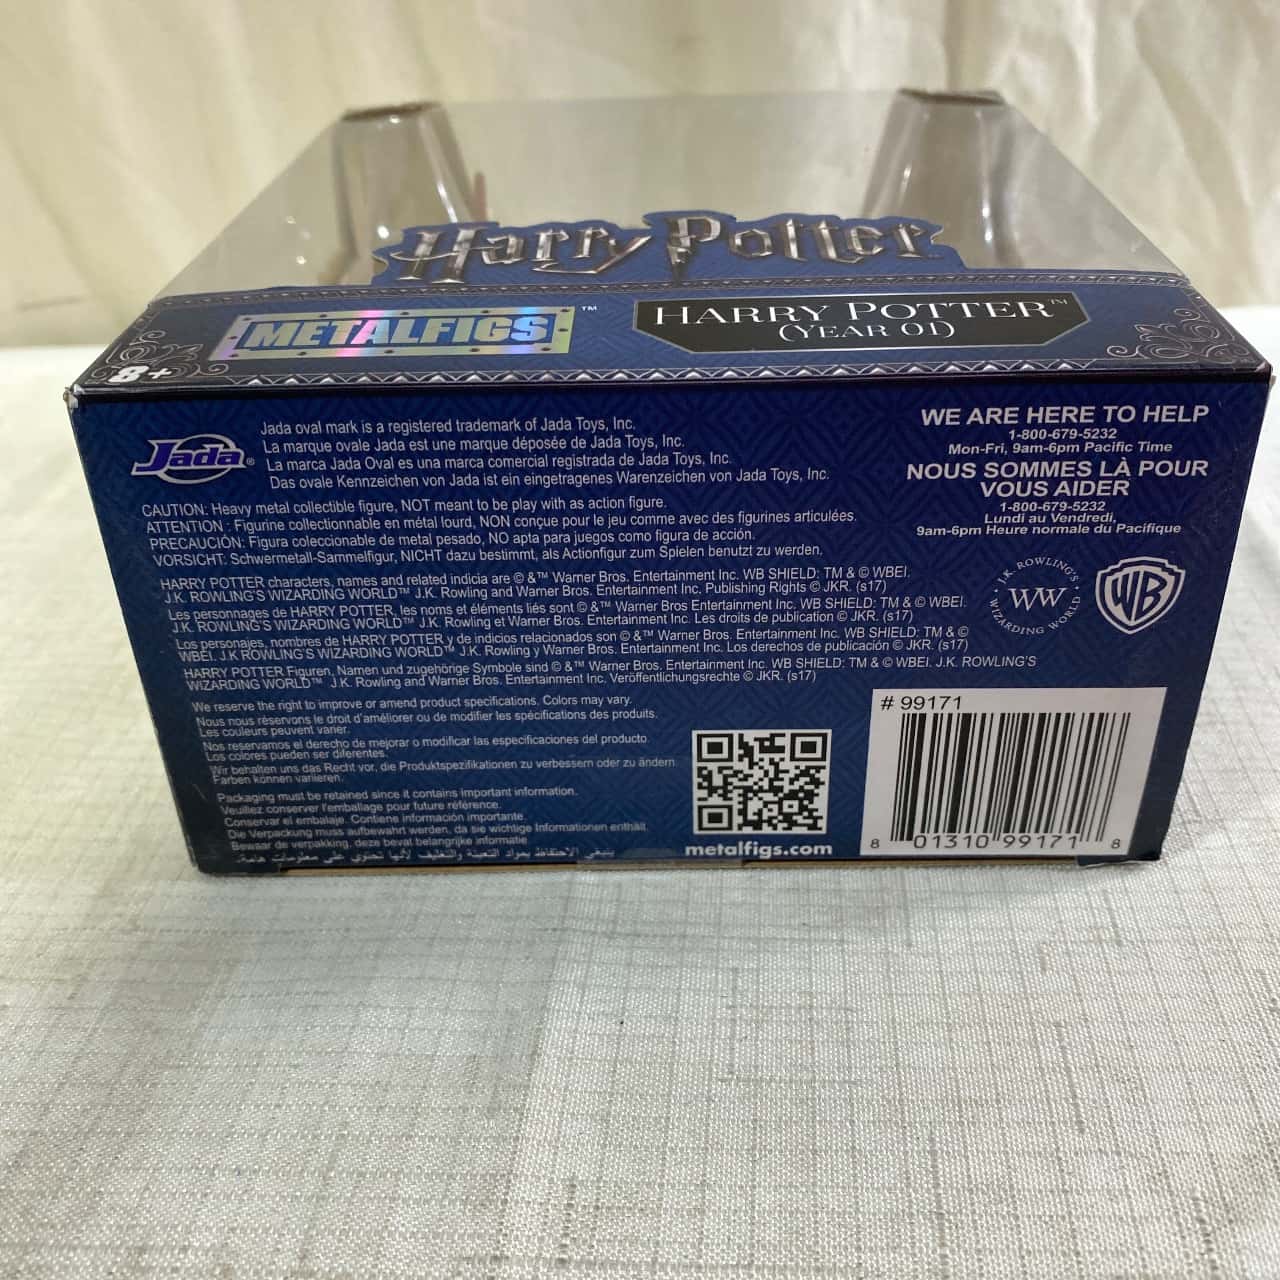 Harry Potter
METALFIGS™
HARRY POTTER™
(YEAR 01)
8+
Jada®
Jada oval mark is a registered trademark of Jada Toys, Inc.
La marque ovale Jada est une marque déposée de Jada Toys, Inc.
La marca Jada Oval es una marca comercial registrada de Jada Toys, Inc.
Das ovale Kennzeichen von Jada ist ein eingetragenes Warenzeichen von Jada Toys, Inc.
CAUTION: Heavy metal collectible figure, NOT meant to be play with as action figure.
ATTENTION : Figurine collectionnable en métal lourd, NON conçue pour le jeu comme avec des figurines articulées.
PRECAUCIÓN: Figura coleccionable de metal pesado, NO apta para juegos como figura de acción.
VORSICHT: Schwermetall-Sammelfigur, NICHT dazu bestimmt, als Actionfigur zum Spielen benutzt zu werden.
HARRY POTTER characters, names and related indicia are © &™ Warner Bros. Entertainment Inc. WB SHIELD: TM & © WBEI.
J.K. ROWLING'S WIZARDING WORLD™ J.K. Rowling and Warner Bros. Entertainment Inc. Publishing Rights © JKR. (s17)
Les personnages de HARRY POTTER, les noms et éléments liés sont © &™ Warner Bros Entertainment Inc. WB SHIELD: TM & © WBEI.
J.K. ROWLING'S WIZARDING WORLD™ J.K. Rowling et Warner Bros. Entertainment Inc. Les droits de publication © JKR. (s17)
Los personajes, nombres de HARRY POTTER y de indicios relacionados son © &™ Warner Bros. Entertainment Inc. WB SHIELD: TM & ©
WBEI. J.K ROWLING'S WIZARDING WORLD™ J.K. Rowling y Warner Bros. Entertainment Inc. Los derechos de publicación © JKR. (s17)
HARRY POTTER Figuren, Namen und zugehörige Symbole sind © &™ Warner Bros. Entertainment Inc. WB SHIELD: TM & © WBEI. J.K. ROWLING'S
WIZARDING WORLD™ J.K. Rowling and Warner Bros. Entertainment Inc. Veröffentlichungsrechte © JKR. (s17)
We reserve the right to improve or amend product specifications. Colors may vary.
Nous nous réservons le droit d'améliorer ou de modifier les spécifications des produits.
Les couleurs peuvent varier.
Nos reservamos el derecho de mejorar o modificar las especificaciones del producto.
Los colores pueden ser diferentes.
Wir behalten uns das Recht vor, die Produktspezifikationen zu verbessern oder zu ändern.
Farben können variieren.
Packaging must be retained since it contains important information.
Veuillez conserver l'emballage pour future référence.
Conservar el embalaje. Contiene información importante.
Die Verpackung muss aufbewahrt werden, da sie wichtige Informationen enthält.
Bewaar de verpakking, deze bevat belangrijke informatie.
ينبغي الاحتفاظ بمواد التعبئة والتغليف لأنها تحتوي على معلومات هامة.
WE ARE HERE TO HELP
1-800-679-5232
Mon-Fri, 9am-6pm Pacific Time
NOUS SOMMES LÀ POUR
VOUS AIDER
1-800-679-5232
Lundi au Vendredi,
9am-6pm Heure normale du Pacifique
J.K. ROWLING'S
WW
WIZARDING WORLD
WB
metalfigs.com
# 99171
8 01310 99171 8